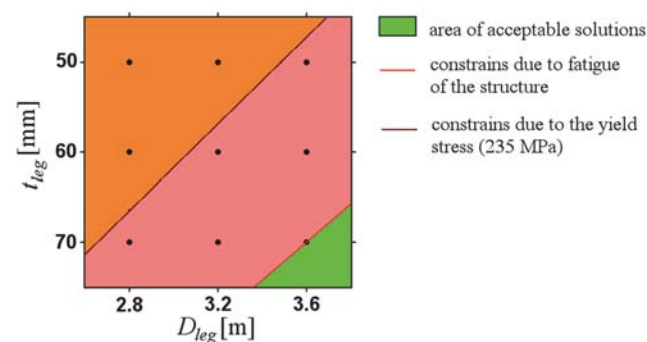 50
60
70
t_leg [mm]
2.8 3.2 3.6
D_leg [m]
area of acceptable solutions
constrains due to fatigue
of the structure
constrains due to the yield
stress (235 MPa)